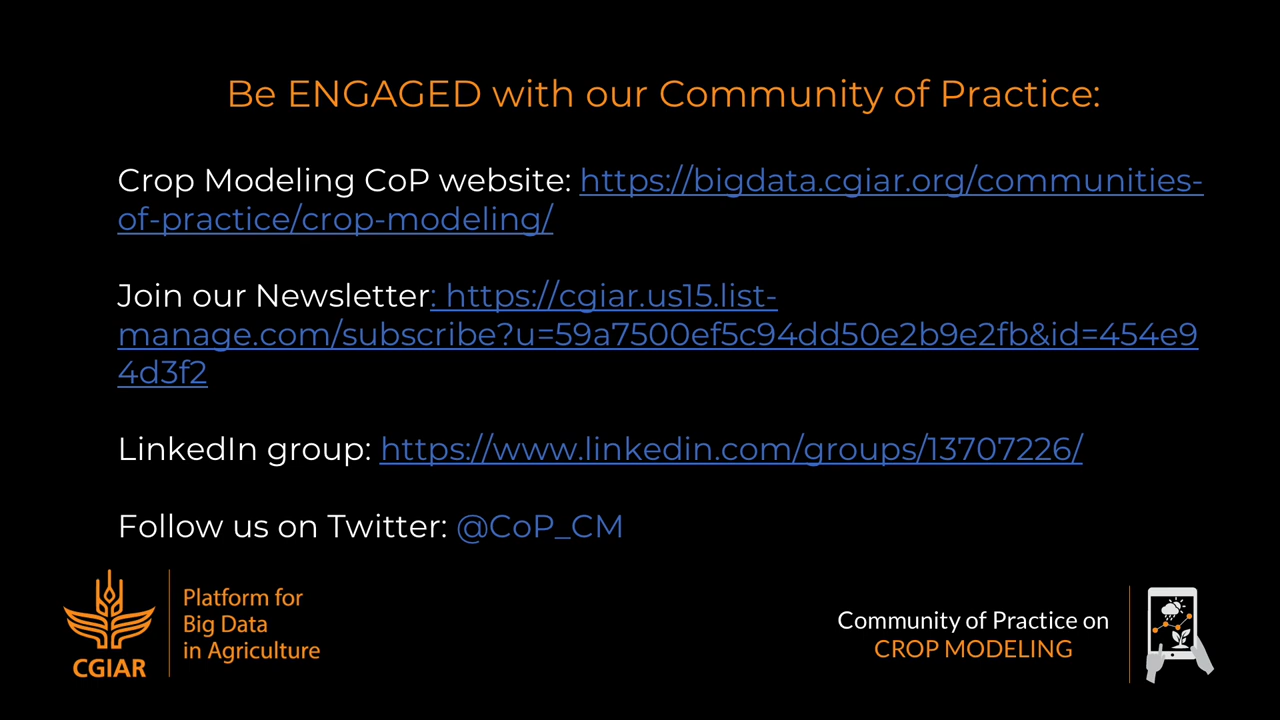 Be ENGAGED with our Community of Practice:
Crop Modeling CoP website: https://bigdata.cgiar.org/communities-
of-practice/crop-modeling/
Join our Newsletter: https://cgiar.us15.list-
manage.com/subscribe?u=59a7500ef5c94dd50e2b9e2fb&id=454e9
4d3f2
LinkedIn group: https://www.linkedin.com/groups/13707226/
Follow us on Twitter: @CoP_CM
CGIAR
Platform for
Big Data
in Agriculture
Community of Practice on
CROP MODELING